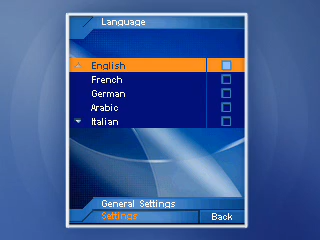 Language
English
French
German
Arabic
Italian
General Settings
Settings
Back